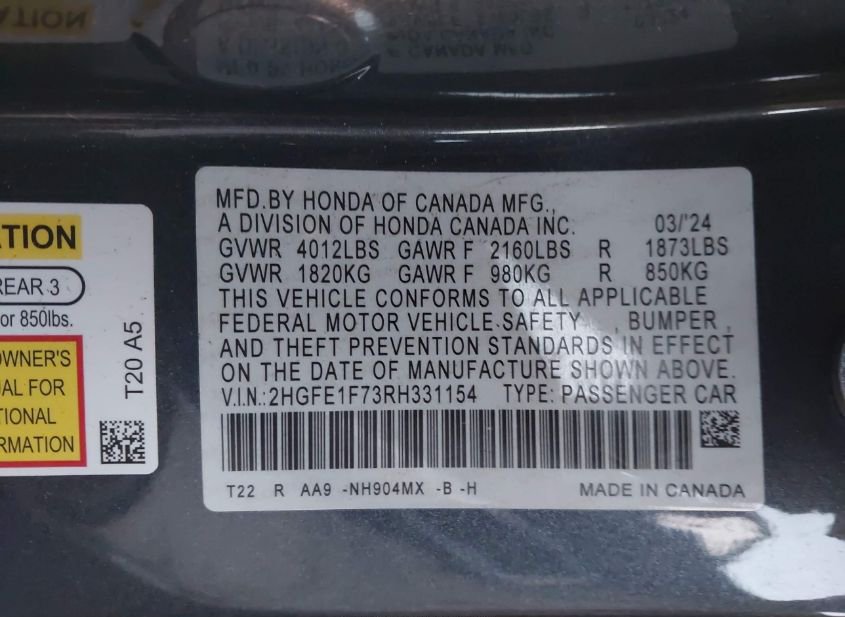 ATION
REAR 3
or 850lbs.
OWNER'S
UAL FOR
TIONAL
RMATION
T20 A5
MFD.BY HONDA OF CANADA MFG.,
A DIVISION OF HONDA CANADA INC. 03/'24
GVWR 4012LBS GAWR F 2160LBS R 1873LBS
GVWR 1820KG GAWR F 980KG R 850KG
THIS VEHICLE CONFORMS TO ALL APPLICABLE
FEDERAL MOTOR VEHICLE SAFETY , BUMPER ,
AND THEFT PREVENTION STANDARDS IN EFFECT
ON THE DATE OF MANUFACTURE SHOWN ABOVE.
V.I.N.:2HGFE1F73RH331154 TYPE: PASSENGER CAR
T22 R AA9 -NH904MX -B -H MADE IN CANADA